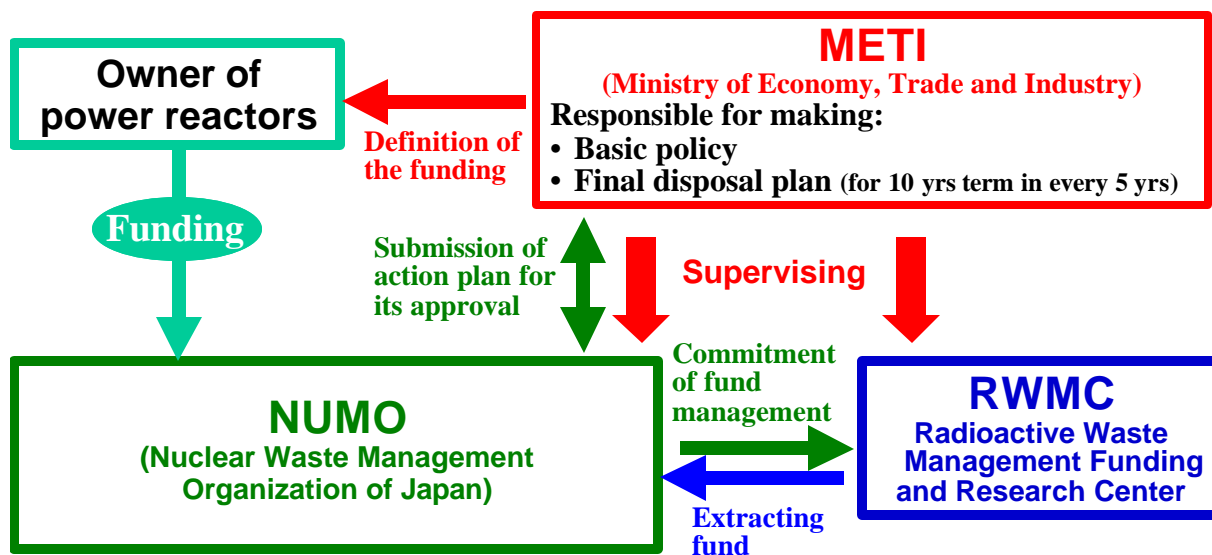 Owner of
power reactors
METI
(Ministry of Economy, Trade and Industry)
Responsible for making:
• Basic policy
• Final disposal plan (for 10 yrs term in every 5 yrs)
Definition of
the funding
Funding
Submission of
action plan for
its approval
Supervising
NUMO
(Nuclear Waste Management
Organization of Japan)
Commitment
of fund
management
Extracting
fund
RWMC
Radioactive Waste
Management Funding
and Research Center